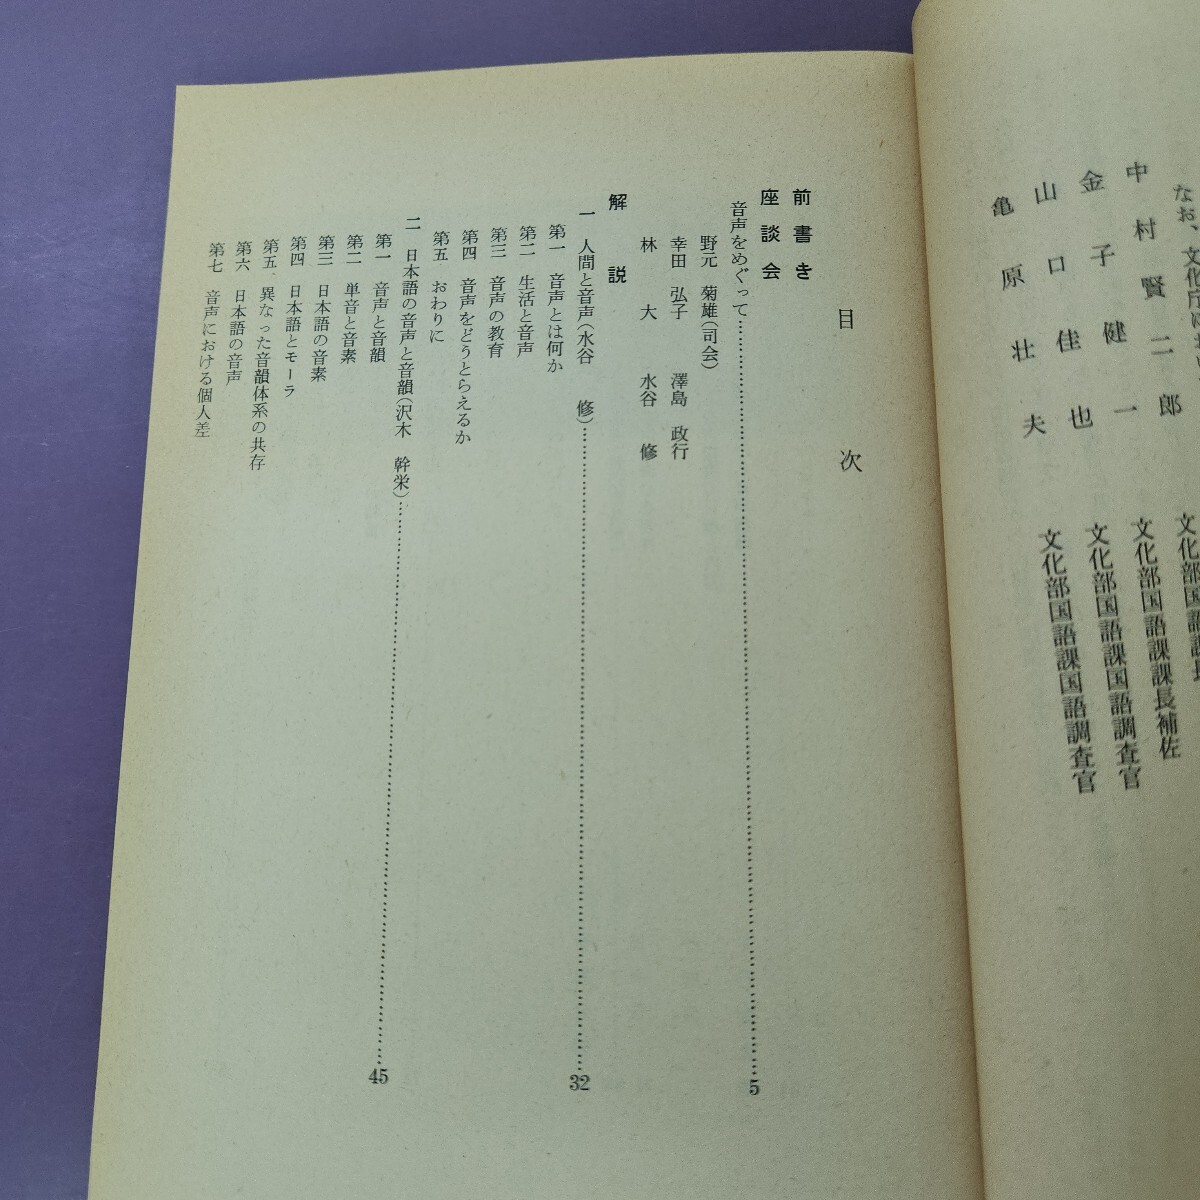 なお、文化庁に
中村賢二郎 文化部国語課長
金子健一 文化部国語課課長補佐
山口佳也 文化部国語課国語調査官
亀原壮夫 文化部国語課国語調査官
目次
前書き
座談会
音声をめぐって……5
野元 菊雄(司会)
幸田 弘子 澤島 政行
林 大 水谷 修
解説
一 人間と音声(水谷 修)……32
第一 音声とは何か
第二 生活と音声
第三 音声の教育
第四 音声をどうとらえるか
第五 おわりに
二 日本語の音声と音韻(沢木 幹栄)……45
第一 音声と音韻
第二 単音と音素
第三 日本語の音素
第四 日本語とモーラ
第五 異なった音韻体系の共存
第六 日本語の音声
第七 音声における個人差